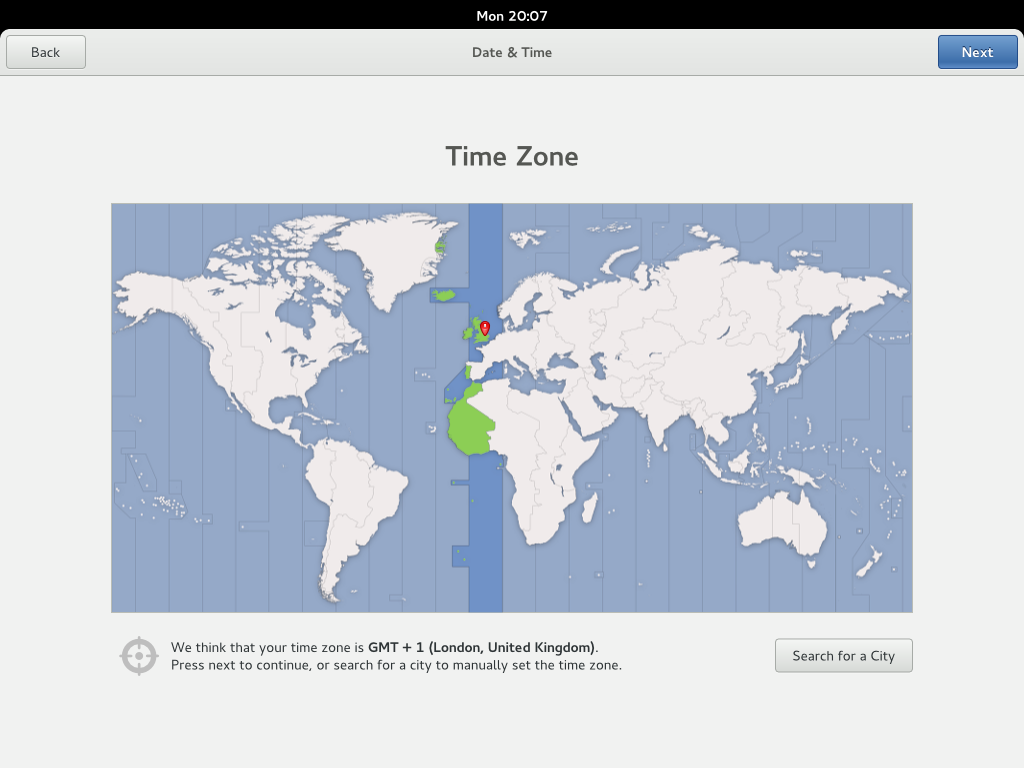 Mon 20:07
Back
Date & Time
Next
Time Zone
We think that your time zone is GMT + 1 (London, United Kingdom).
Press next to continue, or search for a city to manually set the time zone.
Search for a City